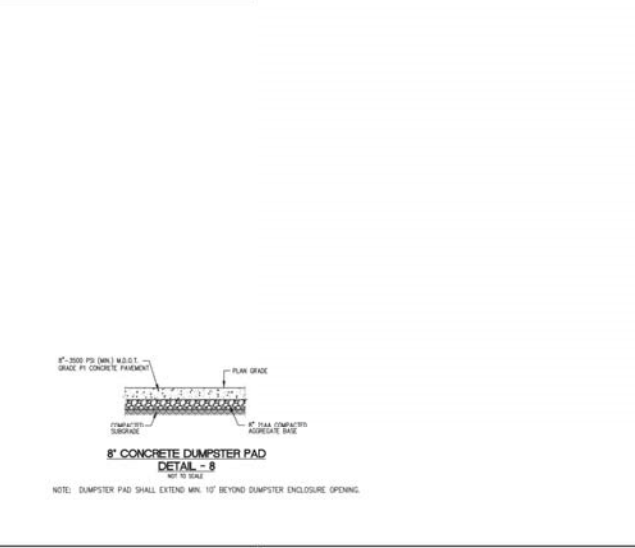 8"-3500 PSI (MIN.) M.D.O.T.
GRADE P1 CONCRETE PAVEMENT
PLAN GRADE
COMPACTED
SUBGRADE
8" 21AA COMPACTED
AGGREGATE BASE
8" CONCRETE DUMPSTER PAD
DETAIL - 8
NOT TO SCALE
NOTE: DUMPSTER PAD SHALL EXTEND MIN. 10' BEYOND DUMPSTER ENCLOSURE OPENING.